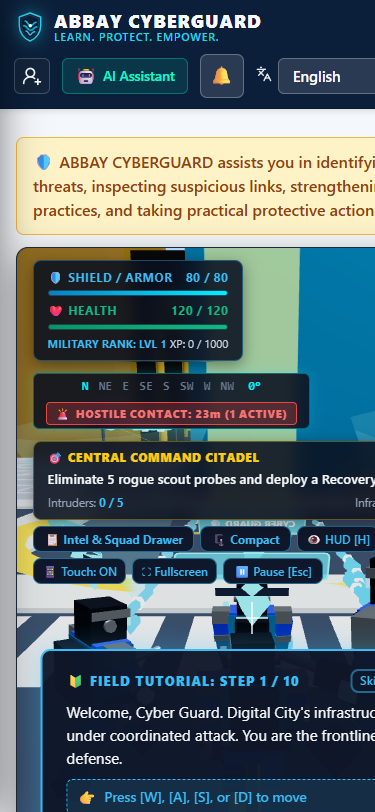 ABBAY CYBERGUARD
LEARN. PROTECT. EMPOWER.
AI Assistant
English
ABBAY CYBERGUARD assists you in identifyi
threats, inspecting suspicious links, strengtheni
practices, and taking practical protective action
SHIELD / ARMOR 80 / 80
HEALTH 120 / 120
MILITARY RANK: LVL 1 XP: 0 / 1000
N NE E SE S SW W NW 0°
HOSTILE CONTACT: 23m (1 ACTIVE)
CENTRAL COMMAND CITADEL
Eliminate 5 rogue scout probes and deploy a Recovery
Intruders: 0 / 5 Infra
Intel & Squad Drawer Compact HUD [H]
Touch: ON Fullscreen Pause [Esc]
FIELD TUTORIAL: STEP 1 / 10 Ski
Welcome, Cyber Guard. Digital City's infrastruc
under coordinated attack. You are the frontline
defense.
Press [W], [A], [S], or [D] to move